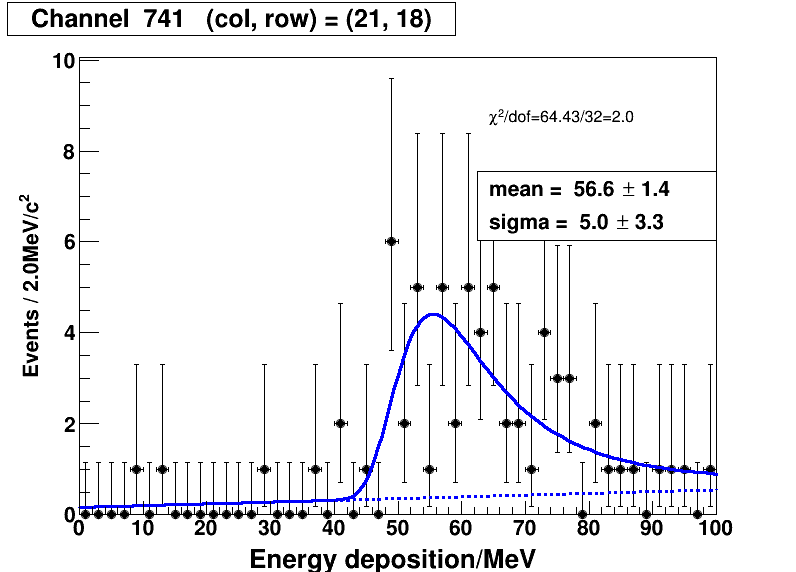 Channel  741   (col, row) = (21, 18)
χ²/dof=64.43/32=2.0
mean =  56.6 ± 1.4
sigma =  5.0 ± 3.3
Events / 2.0MeV/c²
10
8
6
4
2
0
0 10 20 30 40 50 60 70 80 90 100
Energy deposition/MeV